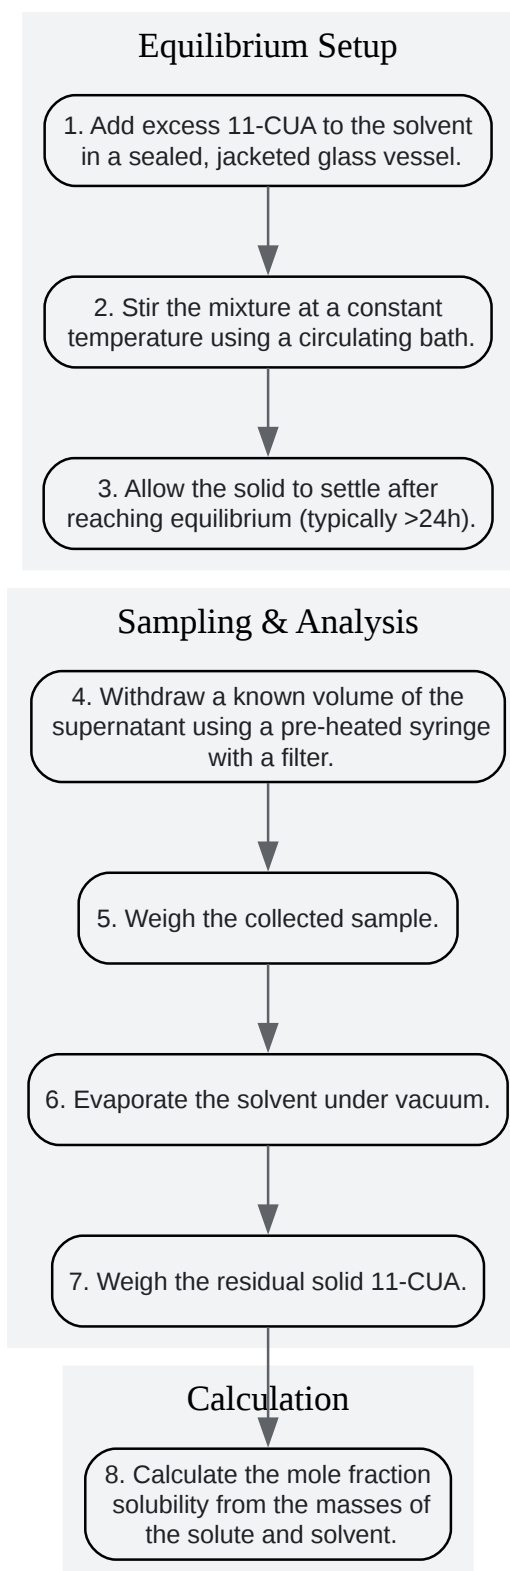 Equilibrium Setup
1. Add excess 11-CUA to the solvent
in a sealed, jacketed glass vessel.
2. Stir the mixture at a constant
temperature using a circulating bath.
3. Allow the solid to settle after
reaching equilibrium (typically >24h).
Sampling & Analysis
4. Withdraw a known volume of the
supernatant using a pre-heated syringe
with a filter.
5. Weigh the collected sample.
6. Evaporate the solvent under vacuum.
7. Weigh the residual solid 11-CUA.
Calculation
8. Calculate the mole fraction
solubility from the masses of
the solute and solvent.